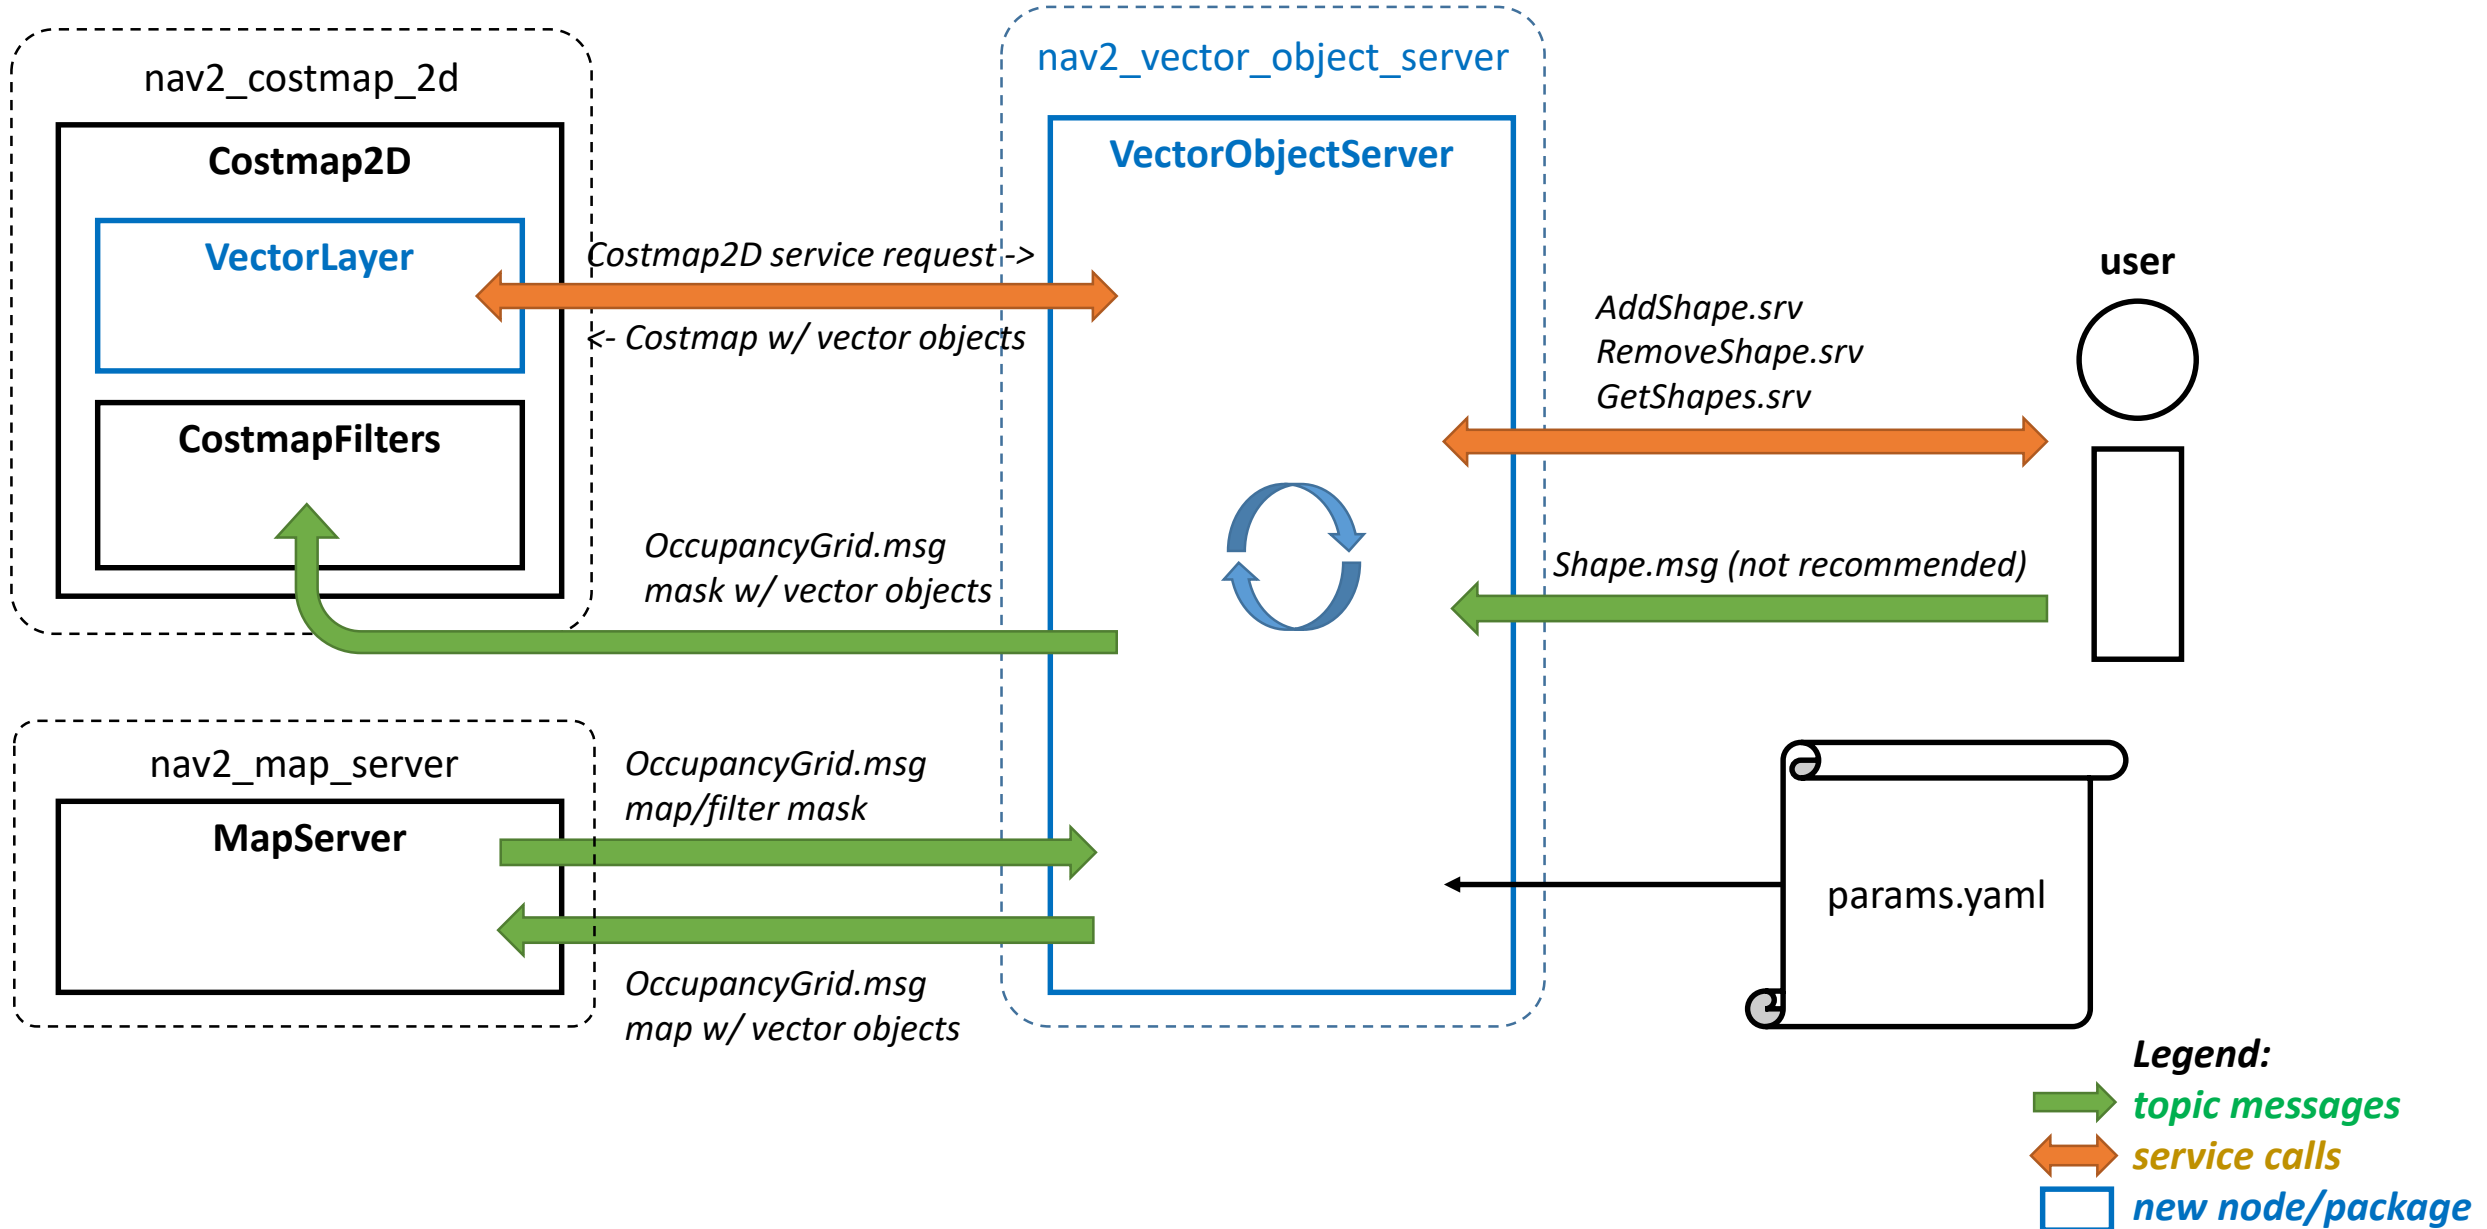 nav2_costmap_2d
Costmap2D
VectorLayer
CostmapFilters
nav2_vector_object_server
VectorObjectServer
Costmap2D service request ->
<- Costmap w/ vector objects
OccupancyGrid.msg
mask w/ vector objects
user
AddShape.srv
RemoveShape.srv
GetShapes.srv
Shape.msg (not recommended)
nav2_map_server
MapServer
OccupancyGrid.msg
map/filter mask
OccupancyGrid.msg
map w/ vector objects
params.yaml
Legend:
topic messages
service calls
new node/package